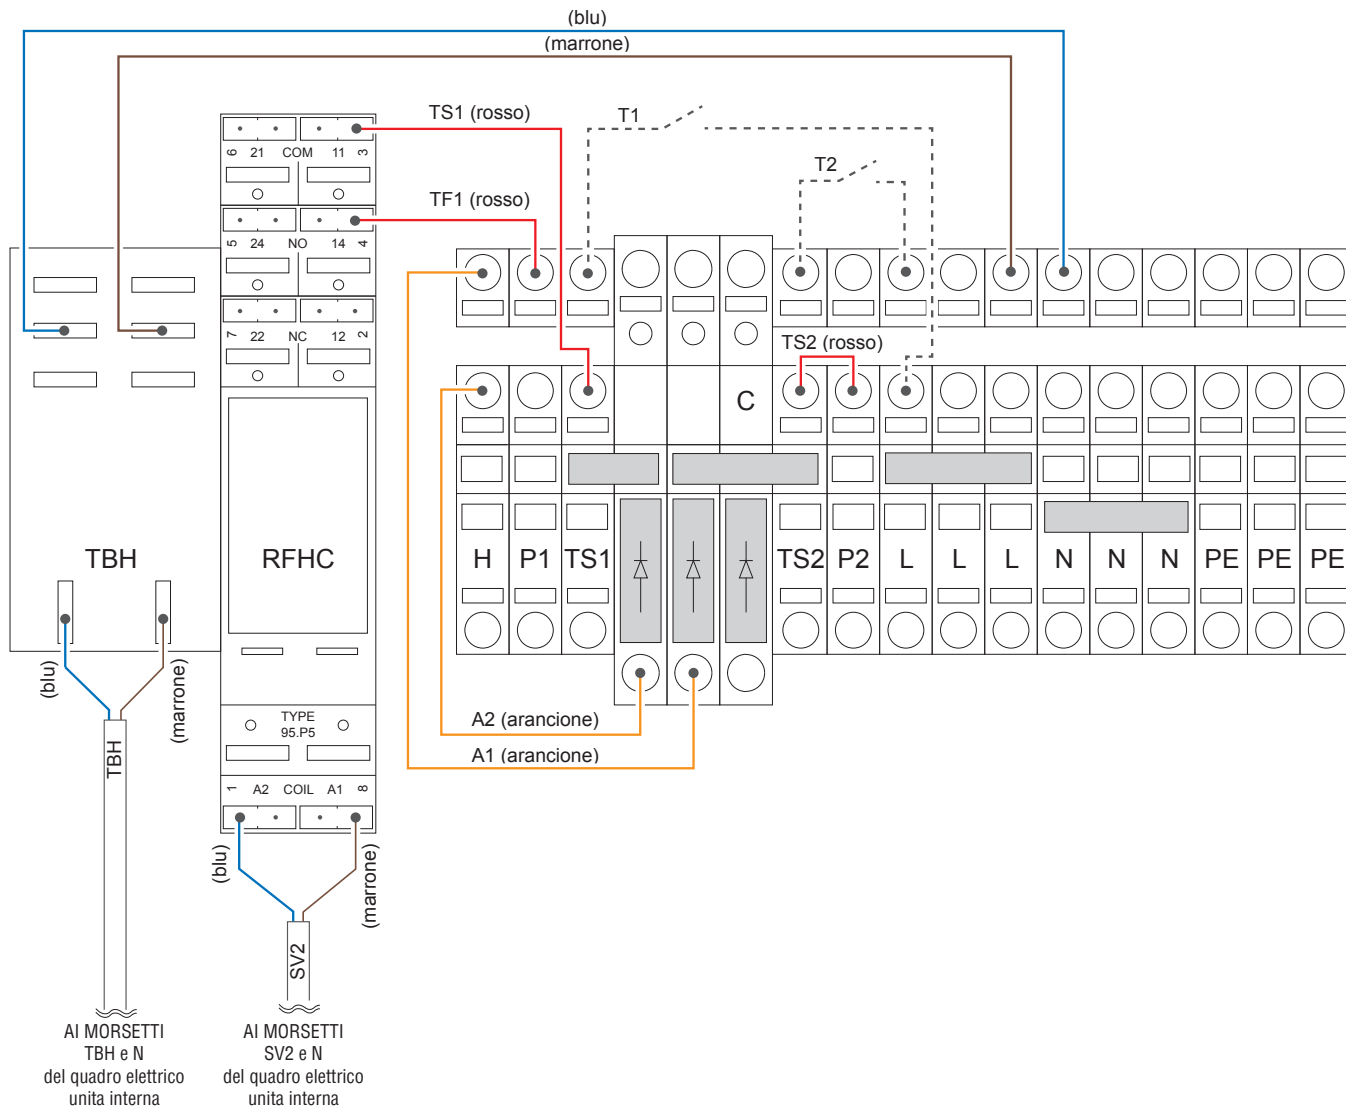 (blu)
(marrone)
TS1 (rosso)
T1
6 21 COM 11 3
T2
TF1 (rosso)
5 24 NO 14 4
7 22 NC 12 2
TS2 (rosso)
C
TBH
RFHC
H P1 TS1 TS2 P2 L L L N N N PE PE PE
(blu)
(marrone)
TYPE
95.P5
A2 (arancione)
A1 (arancione)
TBH
1 A2 COIL A1 8
(blu)
(marrone)
SV2
AI MORSETTI
TBH e N
del quadro elettrico
unita interna
AI MORSETTI
SV2 e N
del quadro elettrico
unita interna